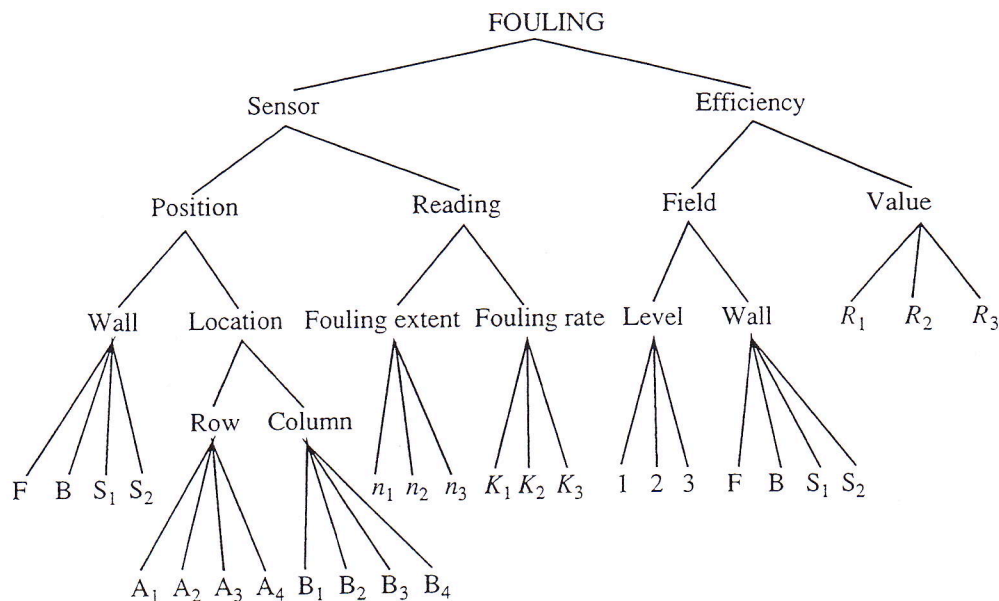 FOULING
Sensor Efficiency
Position Reading Field Value
Wall Location Fouling extent Fouling rate Level Wall R₁ R₂ R₃
Row Column
F B S₁ S₂ n₁ n₂ n₃ K₁ K₂ K₃ 1 2 3 F B S₁ S₂
A₁ A₂ A₃ A₄ B₁ B₂ B₃ B₄